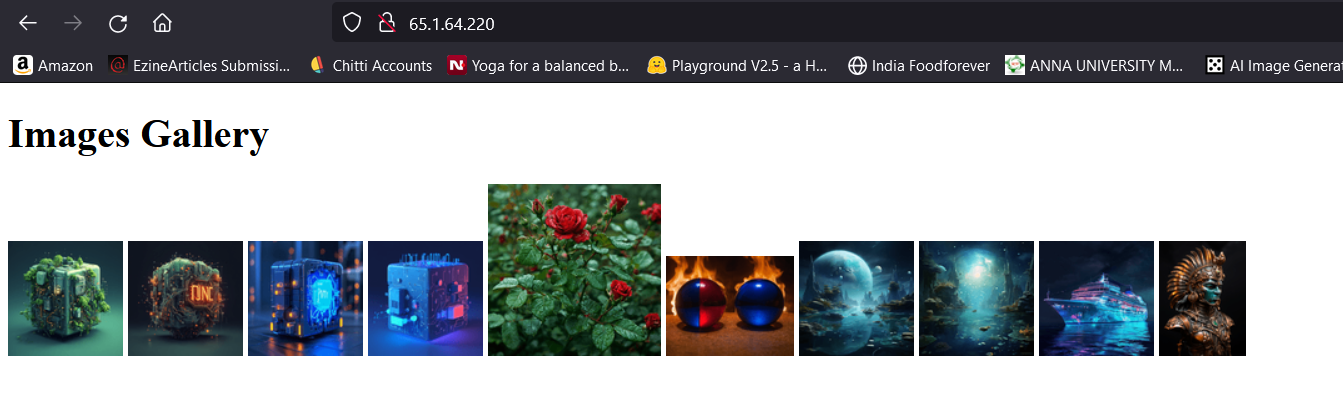 65.1.64.220
Amazon EzineArticles Submissi... Chitti Accounts Yoga for a balanced b... Playground V2.5 - a H... India Foodforever ANNA UNIVERSITY M... AI Image Generat
Images Gallery